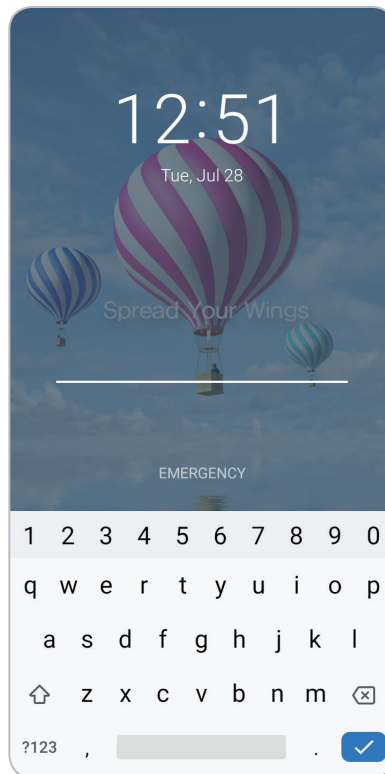 12:51
Tue, Jul 28
Spread Your Wings
EMERGENCY
1 2 3 4 5 6 7 8 9 0
q w e r t y u i o p
a s d f g h j k l
z x c v b n m
?123 , .